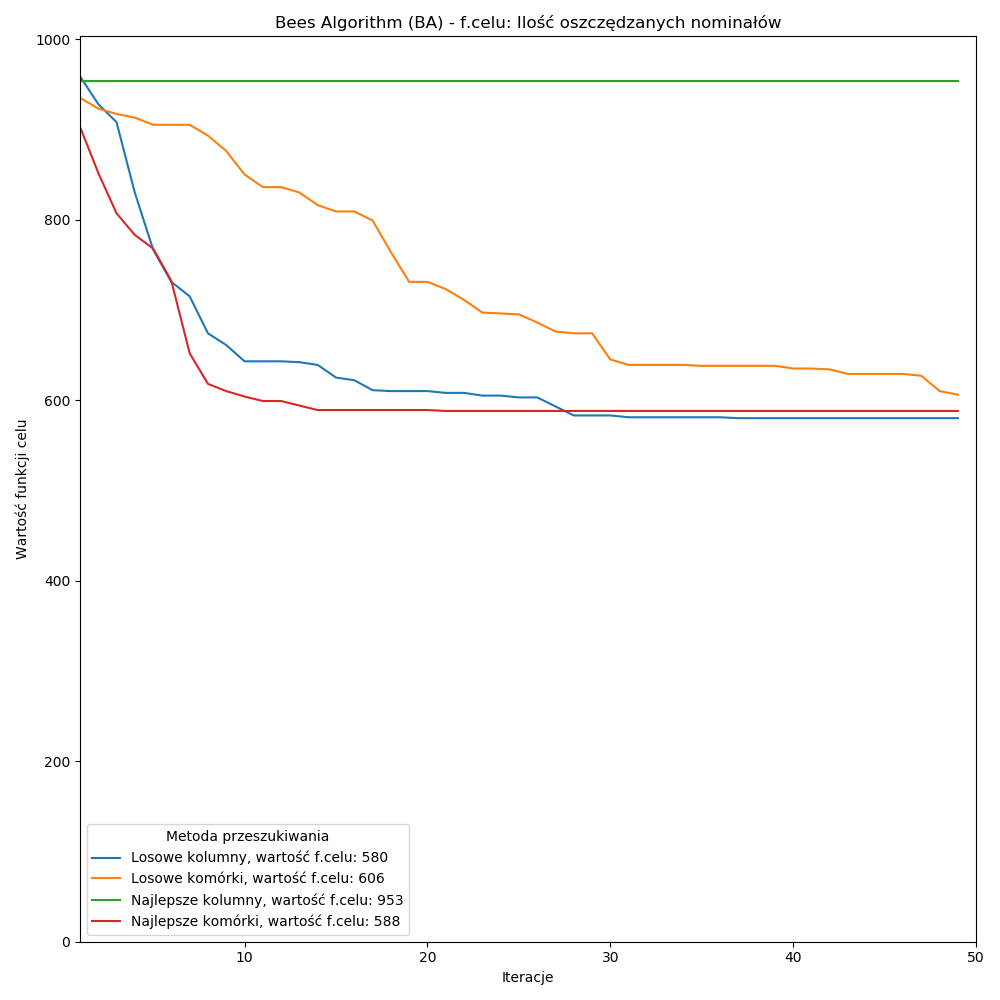 Bees Algorithm (BA) - f.celu: Ilość oszczędzanych nominałów
1000
800
600
400
200
0
Wartość funkcji celu
Metoda przeszukiwania
Losowe kolumny, wartość f.celu: 580
Losowe komórki, wartość f.celu: 606
Najlepsze kolumny, wartość f.celu: 953
Najlepsze komórki, wartość f.celu: 588
10
20
30
40
50
Iteracje